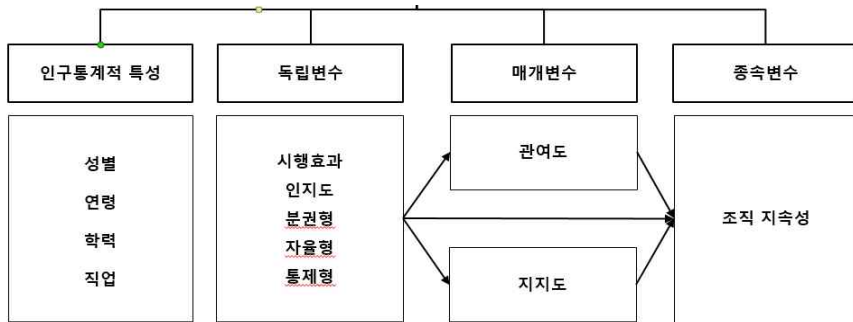 인구통계적 특성
독립변수
매개변수
종속변수
성별
연령
학력
직업
시행효과
인지도
분권형
자율형
통제형
관여도
지지도
조직 지속성